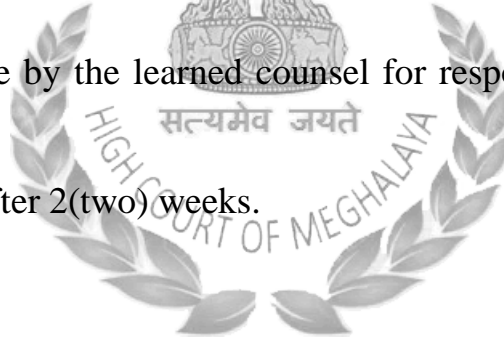 e by the learned counsel for respo
सत्यमेव जयते
HIGH COURT OF MEGHALAYA
fter 2(two) weeks.